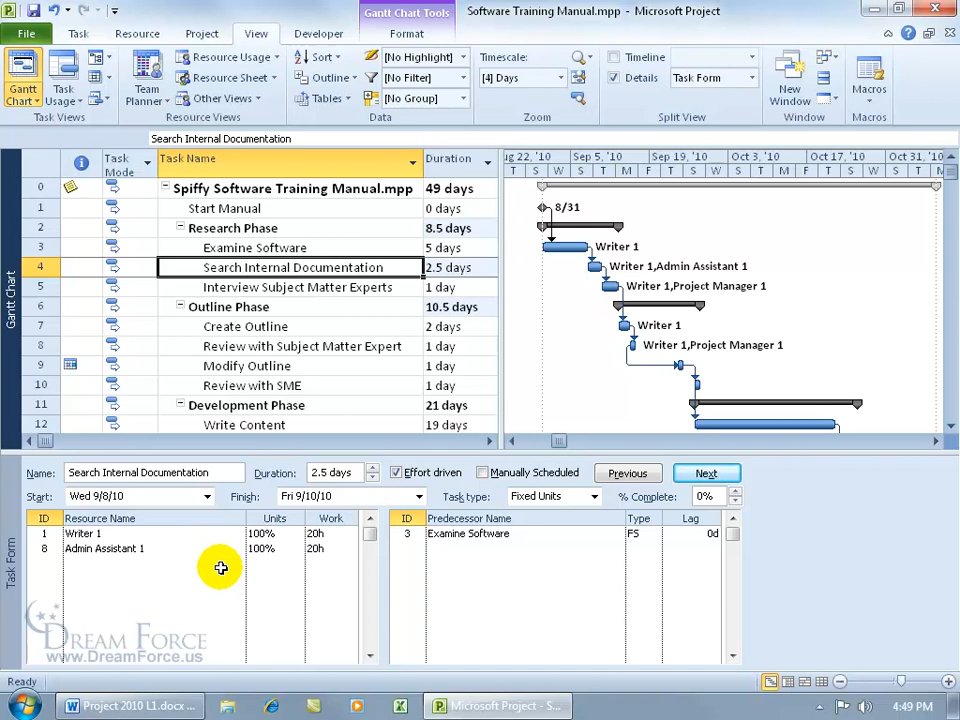 Gantt Chart Tools
Software Training Manual.mpp - Microsoft Project
File Task Resource Project View Developer Format
Gantt Chart
Task Usage
Team Planner
Resource Usage
Resource Sheet
Other Views
Sort
Outline
Tables
[No Highlight]
[No Filter]
[No Group]
Timescale:
[4] Days
Timeline
Details Task Form
New Window
Macros
Task Views Resource Views Data Zoom Split View Window Macros
Search Internal Documentation
Task Mode Task Name Duration
ug 22, '10 Sep 5, '10 Sep 19, '10 Oct 3, '10 Oct 17, '10 Oct 31, '10
T S W S T M F T S W S T M
0 Spiffy Software Training Manual.mpp 49 days
1 Start Manual 0 days 8/31
2 Research Phase 8.5 days
3 Examine Software 5 days Writer 1
4 Search Internal Documentation 2.5 days Writer 1,Admin Assistant 1
5 Interview Subject Matter Experts 1 day Writer 1,Project Manager 1
6 Outline Phase 10.5 days
7 Create Outline 2 days Writer 1
8 Review with Subject Matter Expert 1 day Writer 1,Project Manager 1
9 Modify Outline 1 day
10 Review with SME 1 day
11 Development Phase 21 days
12 Write Content 19 days
Gantt Chart
Name: Search Internal Documentation Duration: 2.5 days Effort driven Manually Scheduled Previous Next
Start: Wed 9/8/10 Finish: Fri 9/10/10 Task type: Fixed Units % Complete: 0%
ID Resource Name Units Work ID Predecessor Name Type Lag
1 Writer 1 100% 20h 3 Examine Software FS 0d
8 Admin Assistant 1 100% 20h
Task Form
DREAM FORCE
www.DreamForce.us
Ready
Project 2010 L1.docx ...
Microsoft Project - S...
4:49 PM